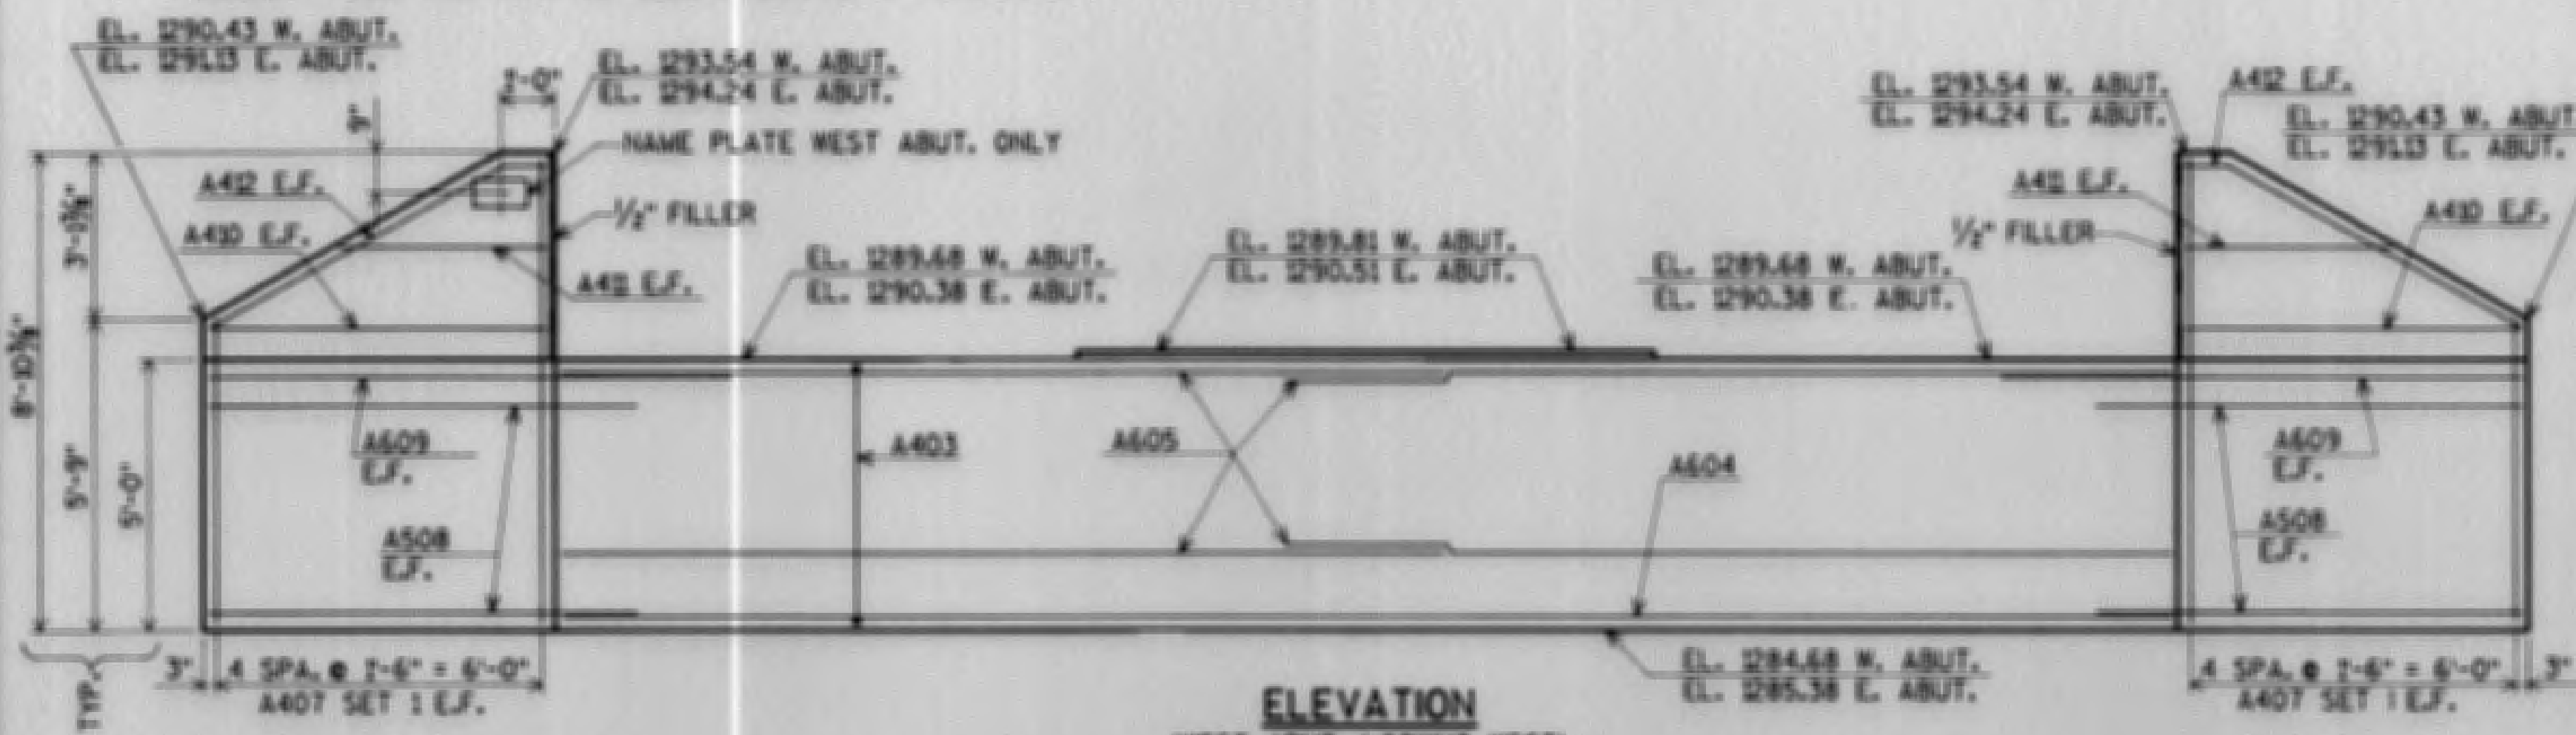 EL. 1290.43 W. ABUT.
EL. 1291.13 E. ABUT.
1'-0"
EL. 1293.54 W. ABUT.
EL. 1294.24 E. ABUT.
9"
NAME PLATE WEST ABUT. ONLY
A412 E.F.
A410 E.F.
1/2" FILLER
A411 E.F.
EL. 1289.68 W. ABUT.
EL. 1290.38 E. ABUT.
EL. 1289.81 W. ABUT.
EL. 1290.51 E. ABUT.
EL. 1289.68 W. ABUT.
EL. 1290.38 E. ABUT.
EL. 1293.54 W. ABUT.
EL. 1294.24 E. ABUT.
A412 E.F.
EL. 1290.43 W. ABUT.
EL. 1291.13 E. ABUT.
A411 E.F.
A410 E.F.
1/2" FILLER
5'-9"
5'-0"
A609
E.F.
A508
E.F.
A403
A605
A604
A609
E.F.
A508
E.F.
TYP.
3"
4 SPA. @ 1'-6" = 6'-0"
A407 SET 1 E.F.
EL. 1284.68 W. ABUT.
EL. 1285.38 E. ABUT.
4 SPA. @ 1'-6" = 6'-0"
3"
A407 SET 1 E.F.
ELEVATION